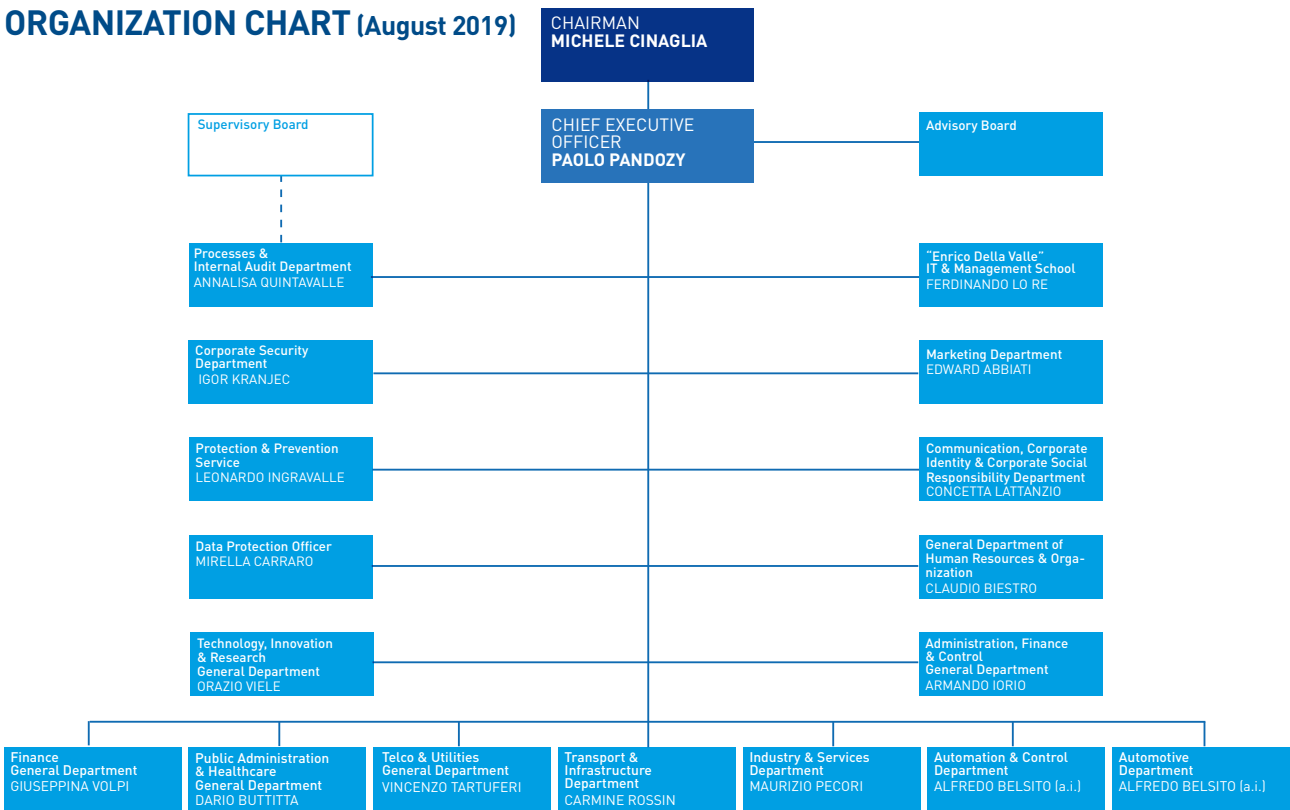 ORGANIZATION CHART (August 2019)
CHAIRMAN
MICHELE CINAGLIA
Supervisory Board
CHIEF EXECUTIVE
OFFICER
PAOLO PANDOZY
Advisory Board
Processes &
Internal Audit Department
ANNALISA QUINTAVALLE
"Enrico Della Valle"
IT & Management School
FERDINANDO LO RE
Corporate Security
Department
IGOR KRANJEC
Marketing Department
EDWARD ABBIATI
Protection & Prevention
Service
LEONARDO INGRAVALLE
Communication, Corporate
Identity & Corporate Social
Responsibility Department
CONCETTA LATTANZIO
Data Protection Officer
MIRELLA CARRARO
General Department of
Human Resources & Orga-
nization
CLAUDIO BIESTRO
Technology, Innovation
& Research
General Department
ORAZIO VIELE
Administration, Finance
& Control
General Department
ARMANDO IORIO
Finance
General Department
GIUSEPPINA VOLPI
Public Administration
& Healthcare
General Department
DARIO BUTTITTA
Telco & Utilities
General Department
VINCENZO TARTUFERI
Transport &
Infrastructure
Department
CARMINE ROSSIN
Industry & Services
Department
MAURIZIO PECORI
Automation & Control
Department
ALFREDO BELSITO (a.i.)
Automotive
Department
ALFREDO BELSITO (a.i.)